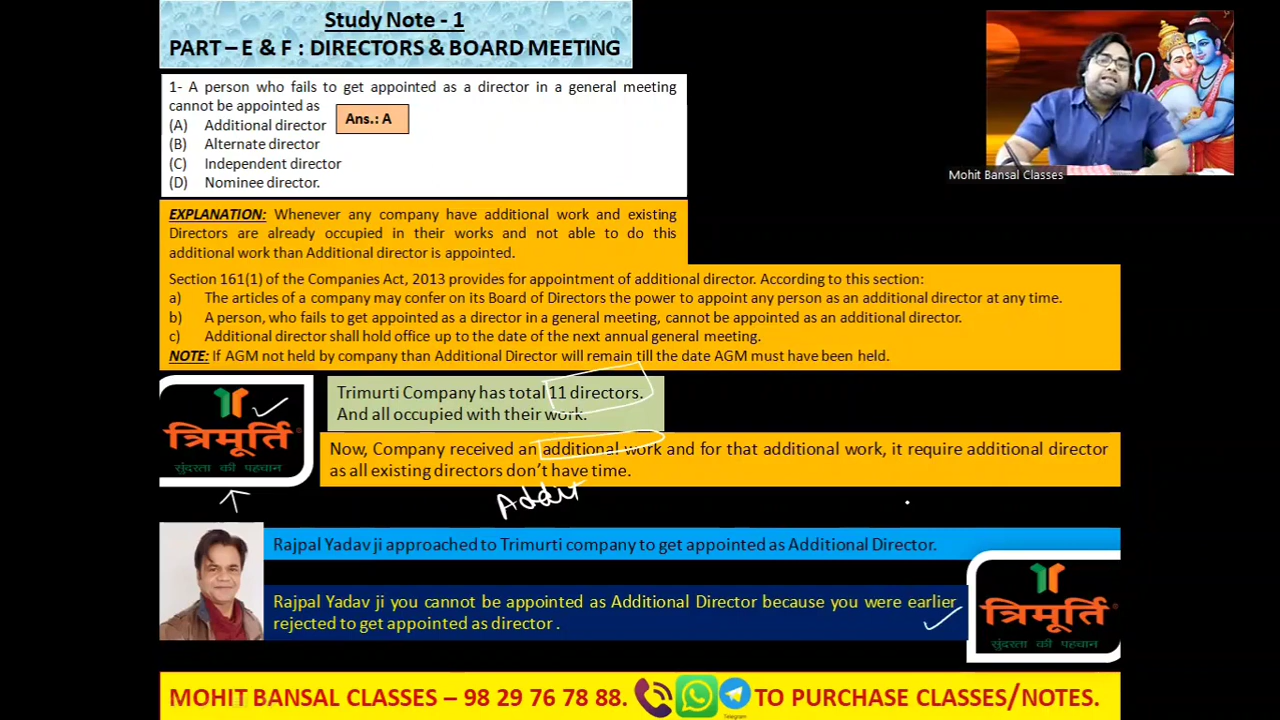 Study Note - 1
PART – E & F : DIRECTORS & BOARD MEETING
1- A person who fails to get appointed as a director in a general meeting
cannot be appointed as
(A) Additional director
Ans.: A
(B) Alternate director
(C) Independent director
(D) Nominee director.
Mohit Bansal Classes
EXPLANATION: Whenever any company have additional work and existing
Directors are already occupied in their works and not able to do this
additional work than Additional director is appointed.
Section 161(1) of the Companies Act, 2013 provides for appointment of additional director. According to this section:
a) The articles of a company may confer on its Board of Directors the power to appoint any person as an additional director at any time.
b) A person, who fails to get appointed as a director in a general meeting, cannot be appointed as an additional director.
c) Additional director shall hold office up to the date of the next annual general meeting.
NOTE: If AGM not held by company than Additional Director will remain till the date AGM must have been held.
त्रिमूर्ति
सुंदरता की पहचान
Trimurti Company has total 11 directors.
And all occupied with their work.
Now, Company received an additional work and for that additional work, it require additional director
as all existing directors don't have time.
Addit
Rajpal Yadav ji approached to Trimurti company to get appointed as Additional Director.
Rajpal Yadav ji you cannot be appointed as Additional Director because you were earlier
rejected to get appointed as director .
त्रिमूर्ति
सुंदरता की पहचान
MOHIT BANSAL CLASSES – 98 29 76 78 88. TO PURCHASE CLASSES/NOTES.
Telegram